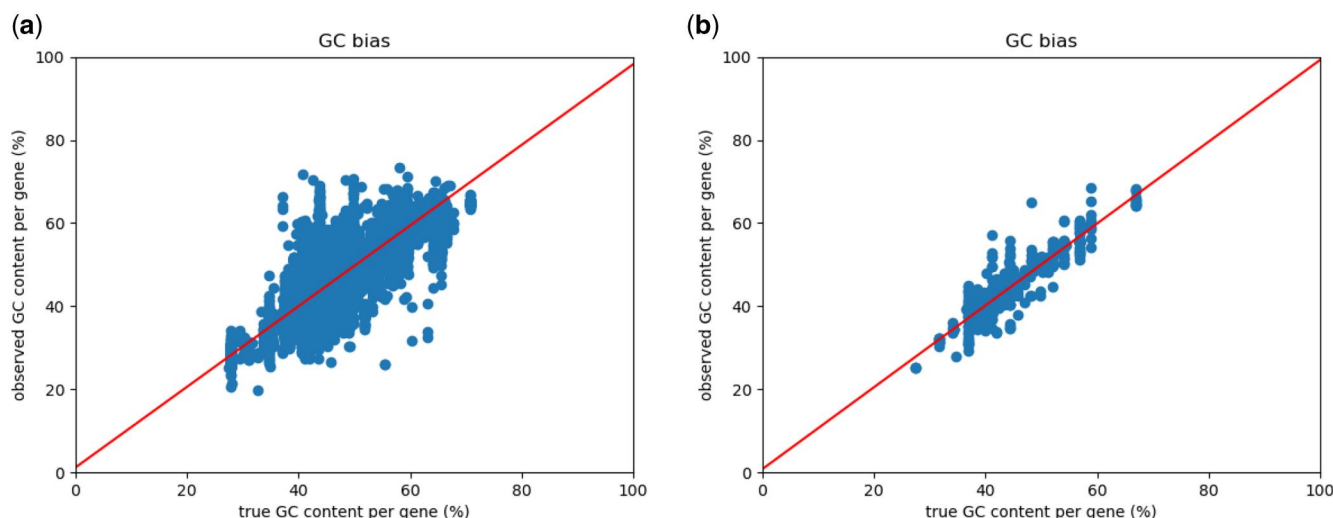 (a)
GC bias
100
80
60
40
20
0
observed GC content per gene (%)
0 20 40 60 80 100
true GC content per gene (%)
(b)
GC bias
100
80
60
40
20
0
observed GC content per gene (%)
0 20 40 60 80 100
true GC content per gene (%)